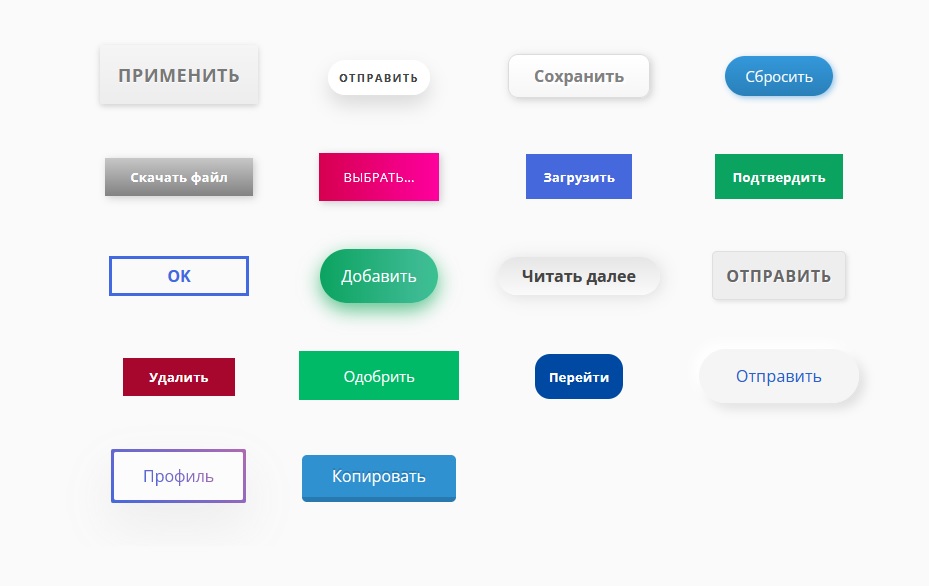 ПРИМЕНИТЬ
ОТПРАВИТЬ
Сохранить
Сбросить
Скачать файл
ВЫБРАТЬ...
Загрузить
Подтвердить
OK
Добавить
Читать далее
ОТПРАВИТЬ
Удалить
Одобрить
Перейти
Отправить
Профиль
Копировать